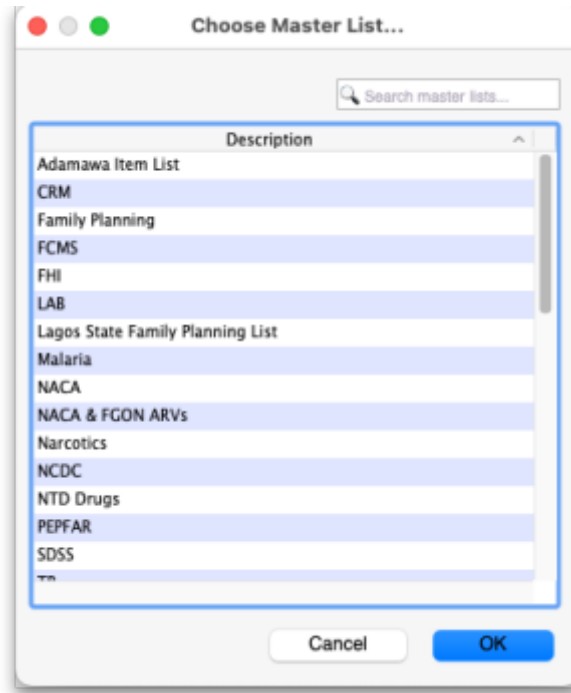 Choose Master List...
Search master lists...
Description
Adamawa Item List
CRM
Family Planning
FCMS
FHI
LAB
Lagos State Family Planning List
Malaria
NACA
NACA & FGON ARVs
Narcotics
NCDC
NTD Drugs
PEPFAR
SDSS
Cancel
OK